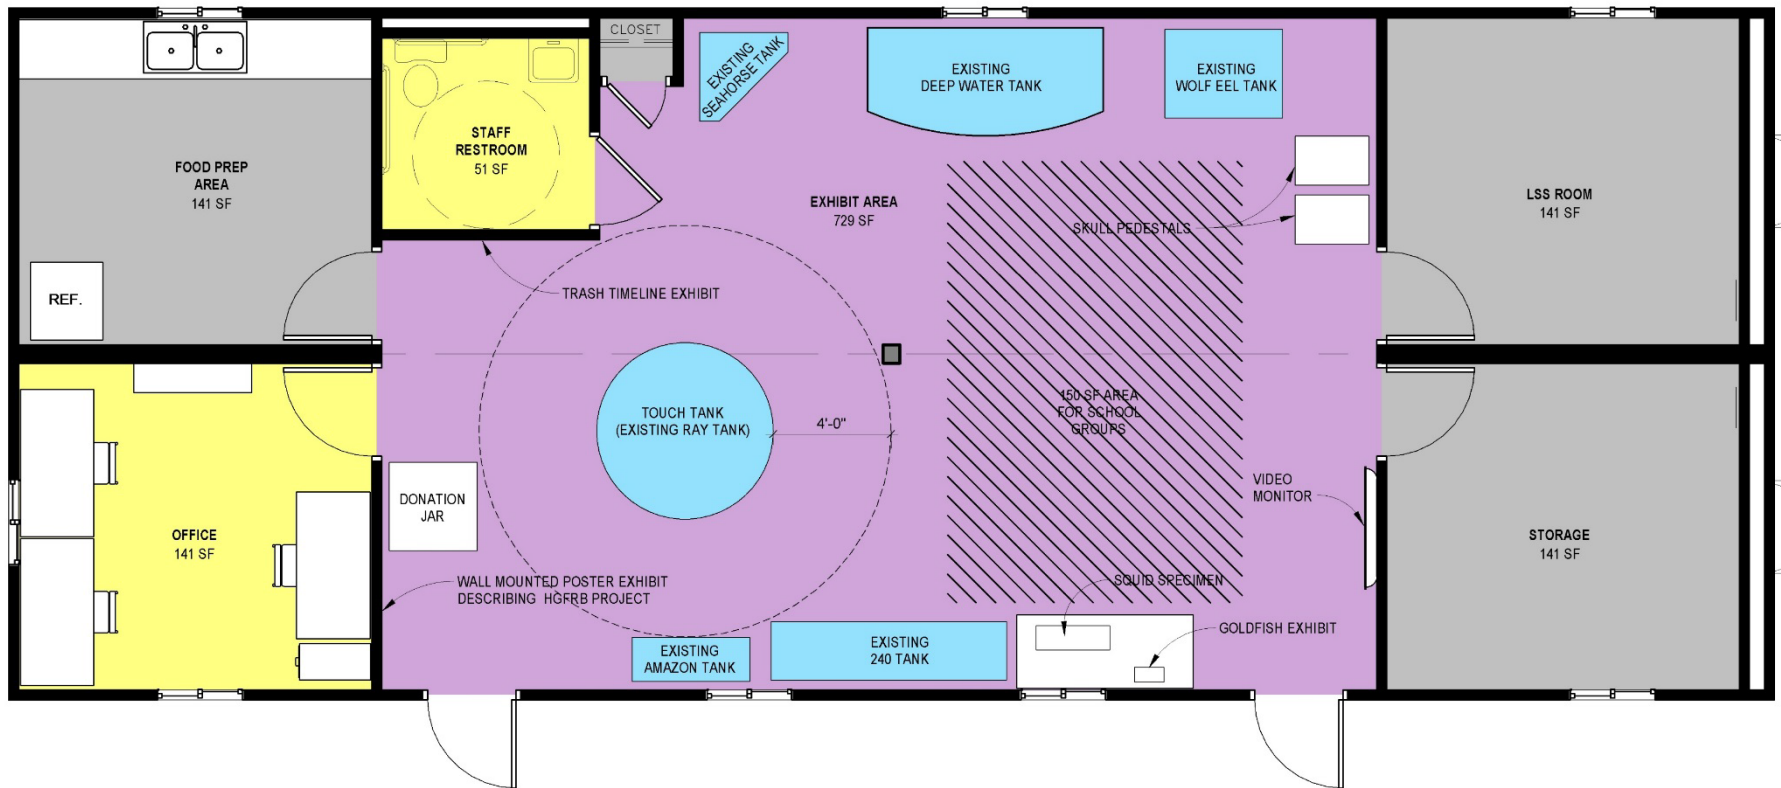 CLOSET
EXISTING
SEAHORSE TANK
EXISTING
DEEP WATER TANK
EXISTING
WOLF EEL TANK
STAFF
RESTROOM
51 SF
FOOD PREP
AREA
141 SF
EXHIBIT AREA
729 SF
LSS ROOM
141 SF
SKULL PEDESTALS
REF.
TRASH TIMELINE EXHIBIT
TOUCH TANK
(EXISTING RAY TANK)
4'-0"
150 SF AREA
FOR SCHOOL
GROUPS
DONATION
JAR
VIDEO
MONITOR
OFFICE
141 SF
STORAGE
141 SF
WALL MOUNTED POSTER EXHIBIT
DESCRIBING HGFRB PROJECT
SQUID SPECIMEN
GOLDFISH EXHIBIT
EXISTING
AMAZON TANK
EXISTING
240 TANK